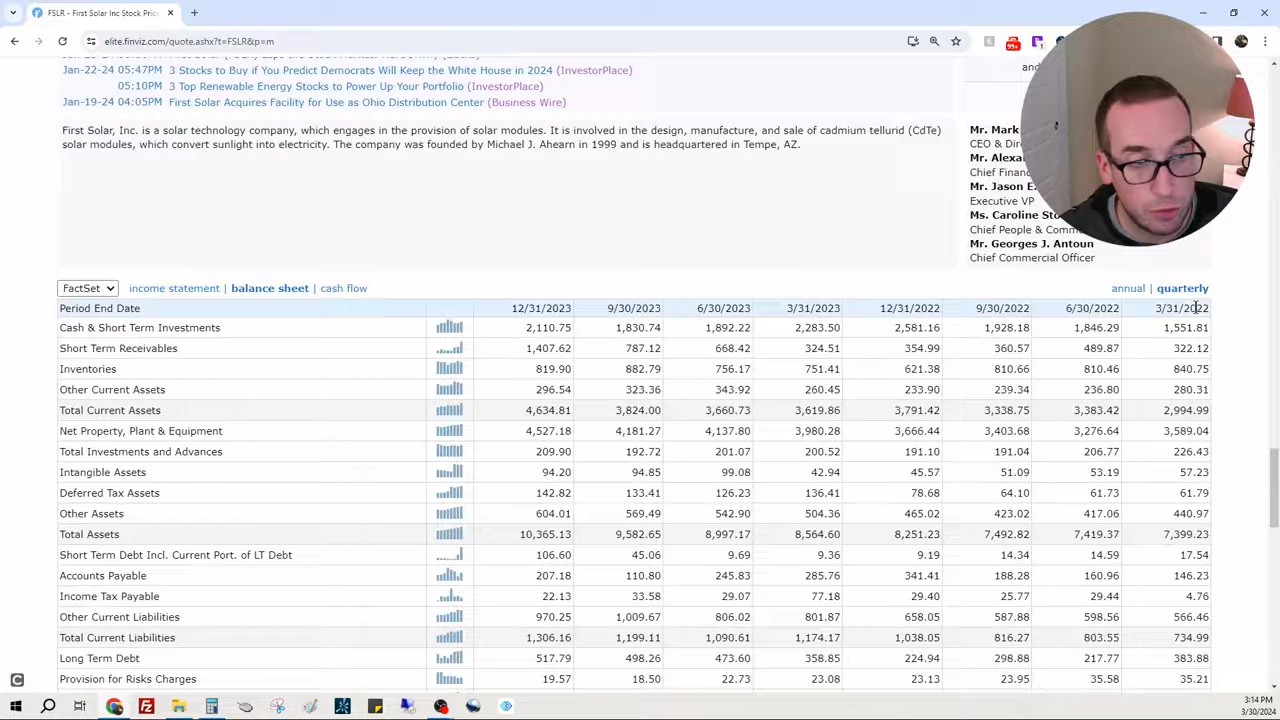 FSLR - First Solar Inc Stock Pric
elite.finviz.com/quote.ashx?t=FSLR&p=m
99+
Jan-22-24 05:47PM 3 Stocks to Buy if You Predict Democrats Will Keep the White House in 2024 (InvestorPlace)
05:10PM 3 Top Renewable Energy Stocks to Power Up Your Portfolio (InvestorPlace)
Jan-19-24 04:05PM First Solar Acquires Facility for Use as Ohio Distribution Center (Business Wire)
and
First Solar, Inc. is a solar technology company, which engages in the provision of solar modules. It is involved in the design, manufacture, and sale of cadmium tellurid (CdTe)
solar modules, which convert sunlight into electricity. The company was founded by Michael J. Ahearn in 1999 and is headquartered in Tempe, AZ.
Mr. Mark
CEO & Dire
Mr. Alexa
Chief Financ
Mr. Jason E.
Executive VP
Ms. Caroline Sto
Chief People & Comm
Mr. Georges J. Antoun
Chief Commercial Officer
FactSet income statement | balance sheet | cash flow annual | quarterly
Period End Date 12/31/2023 9/30/2023 6/30/2023 3/31/2023 12/31/2022 9/30/2022 6/30/2022 3/31/2022
Cash & Short Term Investments 2,110.75 1,830.74 1,892.22 2,283.50 2,581.16 1,928.18 1,846.29 1,551.81
Short Term Receivables 1,407.62 787.12 668.42 324.51 354.99 360.57 489.87 322.12
Inventories 819.90 882.79 756.17 751.41 621.38 810.66 810.46 840.75
Other Current Assets 296.54 323.36 343.92 260.45 233.90 239.34 236.80 280.31
Total Current Assets 4,634.81 3,824.00 3,660.73 3,619.86 3,791.42 3,338.75 3,383.42 2,994.99
Net Property, Plant & Equipment 4,527.18 4,181.27 4,137.80 3,980.28 3,666.44 3,403.68 3,276.64 3,589.04
Total Investments and Advances 209.90 192.72 201.07 200.52 191.10 191.04 206.77 226.43
Intangible Assets 94.20 94.85 99.08 42.94 45.57 51.09 53.19 57.23
Deferred Tax Assets 142.82 133.41 126.23 136.41 78.68 64.10 61.73 61.79
Other Assets 604.01 569.49 542.90 504.36 465.02 423.02 417.06 440.97
Total Assets 10,365.13 9,582.65 8,997.17 8,564.60 8,251.23 7,492.82 7,419.37 7,399.23
Short Term Debt Incl. Current Port. of LT Debt 106.60 45.06 9.69 9.36 9.19 14.34 14.59 17.54
Accounts Payable 207.18 110.80 245.83 285.76 341.41 188.28 160.96 146.23
Income Tax Payable 22.13 33.58 29.07 77.18 29.40 25.77 29.44 4.76
Other Current Liabilities 970.25 1,009.67 806.02 801.87 658.05 587.88 598.56 566.46
Total Current Liabilities 1,306.16 1,199.11 1,090.61 1,174.17 1,038.05 816.27 803.55 734.99
Long Term Debt 517.79 498.26 473.60 358.85 224.94 298.88 217.77 383.88
Provision for Risks Charges 19.57 18.50 22.73 23.08 23.13 23.95 35.58 35.21
3:14 PM
3/30/2024